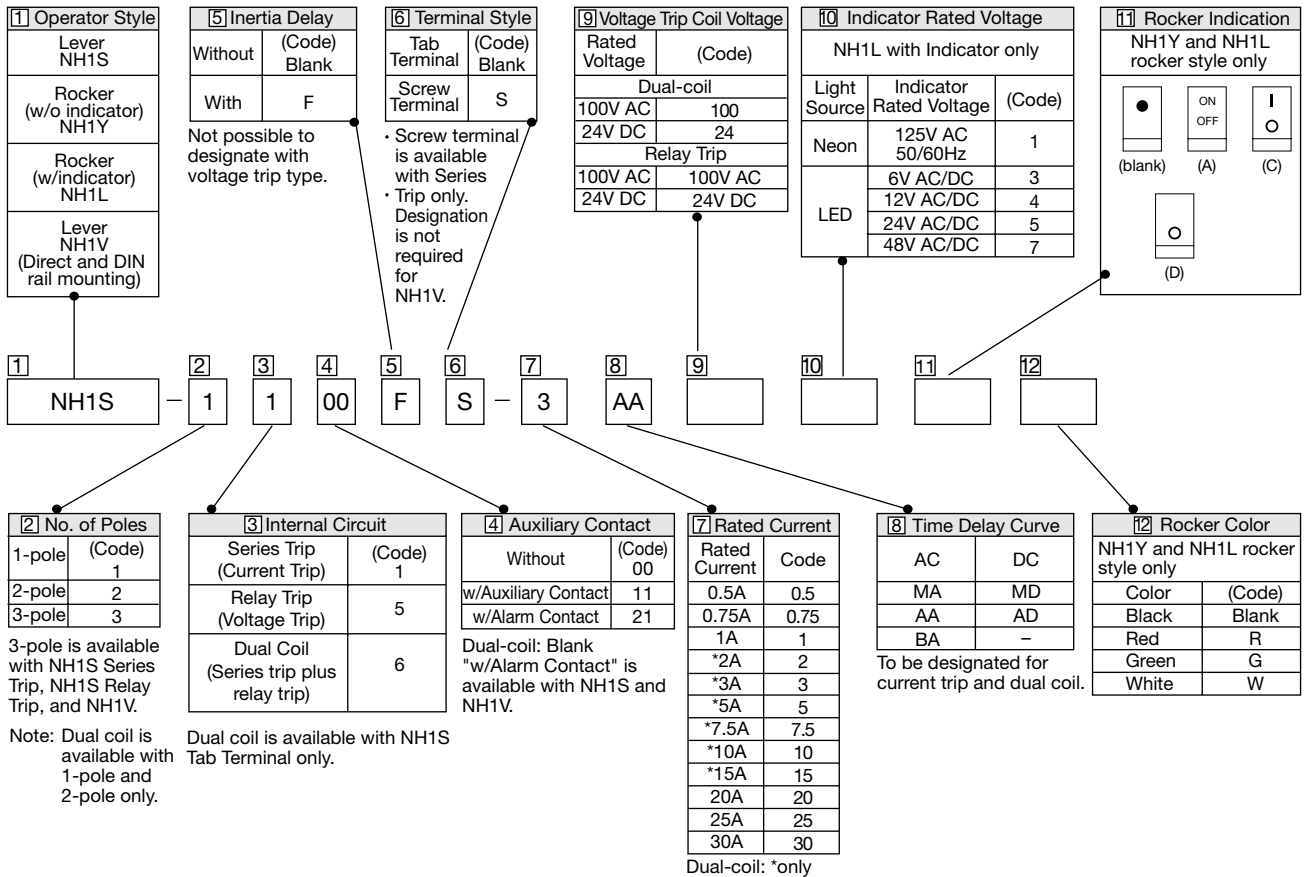 1 Operator Style
Lever
NH1S
Rocker
(w/o indicator)
NH1Y
Rocker
(w/indicator)
NH1L
Lever
NH1V
(Direct and DIN
rail mounting)
5 Inertia Delay
Without (Code)
Blank
With F
Not possible to
designate with
voltage trip type.
6 Terminal Style
Tab
Terminal (Code)
Blank
Screw
Terminal S
· Screw terminal
is available
with Series
· Trip only.
Designation
is not
required
for
NH1V.
9 Voltage Trip Coil Voltage
Rated
Voltage (Code)
Dual-coil
100V AC 100
24V DC 24
Relay Trip
100V AC 100V AC
24V DC 24V DC
10 Indicator Rated Voltage
NH1L with Indicator only
Light
Source Indicator
Rated Voltage (Code)
Neon 125V AC
50/60Hz 1
LED 6V AC/DC 3
12V AC/DC 4
24V AC/DC 5
48V AC/DC 7
11 Rocker Indication
NH1Y and NH1L
rocker style only
ON
OFF
I
O
(blank) (A) (C)
O
(D)
1 2 3 4 5 6 7 8 9 10 11 12
NH1S – 1 1 00 F S – 3 AA
2 No. of Poles
1-pole (Code)
1
2-pole 2
3-pole 3
3-pole is available
with NH1S Series
Trip, NH1S Relay
Trip, and NH1V.
Note: Dual coil is
available with
1-pole and
2-pole only.
3 Internal Circuit
Series Trip
(Current Trip) (Code)
1
Relay Trip
(Voltage Trip) 5
Dual Coil
(Series trip plus
relay trip) 6
Dual coil is available with NH1S
Tab Terminal only.
4 Auxiliary Contact
Without (Code)
00
w/Auxiliary Contact 11
w/Alarm Contact 21
Dual-coil: Blank
"w/Alarm Contact" is
available with NH1S and
NH1V.
7 Rated Current
Rated
Current Code
0.5A 0.5
0.75A 0.75
1A 1
*2A 2
*3A 3
*5A 5
*7.5A 7.5
*10A 10
*15A 15
20A 20
25A 25
30A 30
Dual-coil: *only
8 Time Delay Curve
AC DC
MA MD
AA AD
BA –
To be designated for
current trip and dual coil.
12 Rocker Color
NH1Y and NH1L rocker
style only
Color (Code)
Black Blank
Red R
Green G
White W